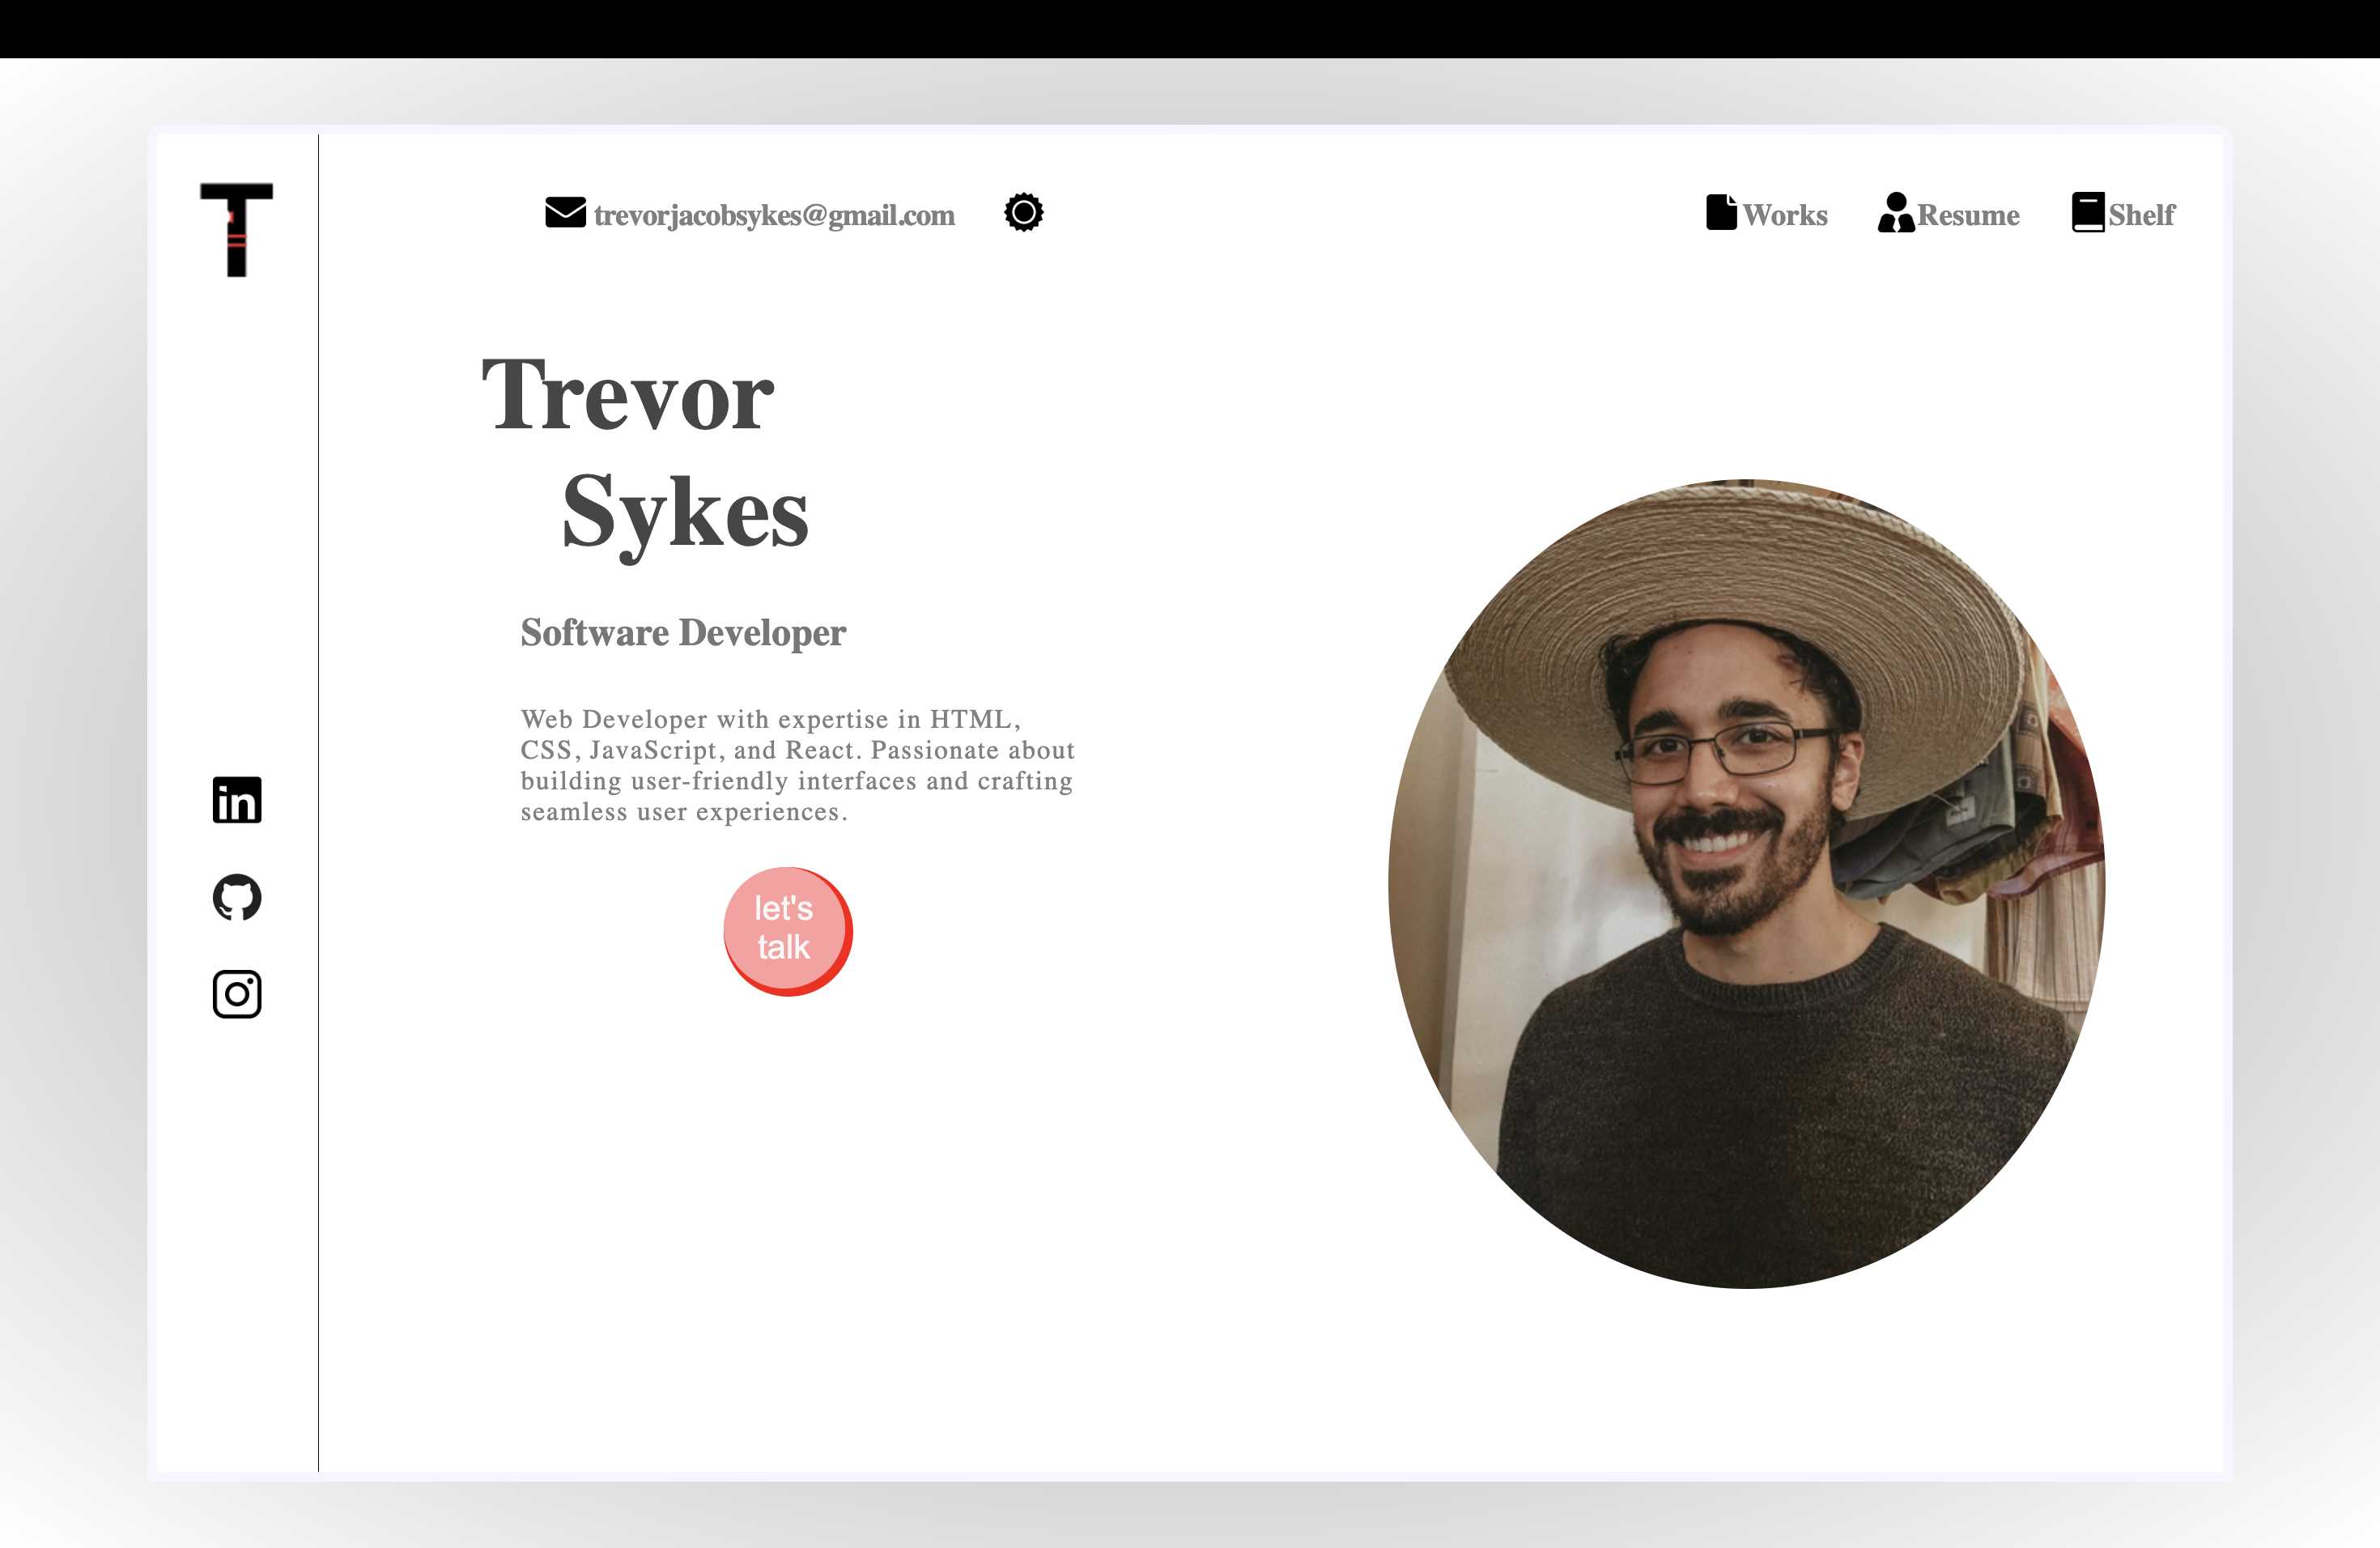 T
trevorjacobsykes@gmail.com
Works
Resume
Shelf
Trevor
Sykes
Software Developer
Web Developer with expertise in HTML,
CSS, JavaScript, and React. Passionate about
building user-friendly interfaces and crafting
seamless user experiences.
in
let's
talk